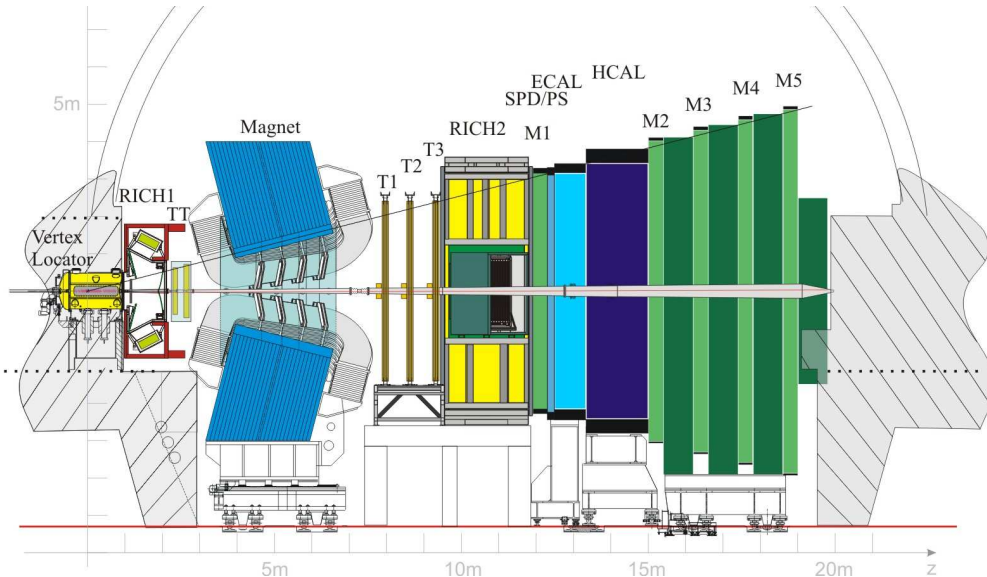 M5
HCAL
M4
ECAL
M3
SPD/PS
5m
M2
Magnet
RICH2
M1
T3
T2
T1
RICH1
TT
Vertex
Locator
5m
10m
15m
20m
z